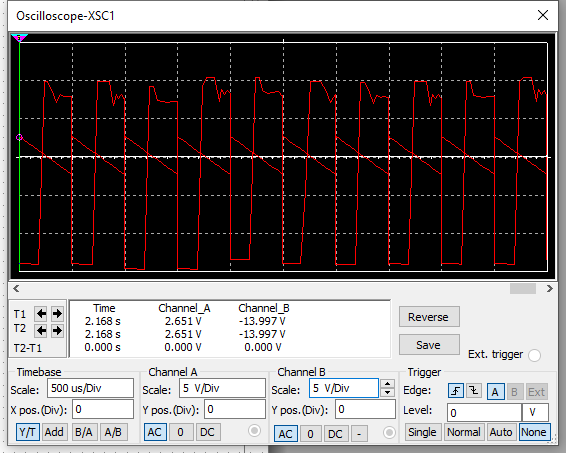 Oscilloscope-XSC1
Time Channel_A Channel_B
T1 2.168 s 2.651 V -13.997 V
T2 2.168 s 2.651 V -13.997 V
T2-T1 0.000 s 0.000 V 0.000 V
Reverse
Save
Ext. trigger
Timebase
Scale: 500 us/Div
X pos.(Div): 0
Y/T Add B/A A/B
Channel A
Scale: 5 V/Div
Y pos.(Div): 0
AC 0 DC
Channel B
Scale: 5 V/Div
Y pos.(Div): 0
AC 0 DC -
Trigger
Edge: A B Ext
Level: 0 V
Single Normal Auto None